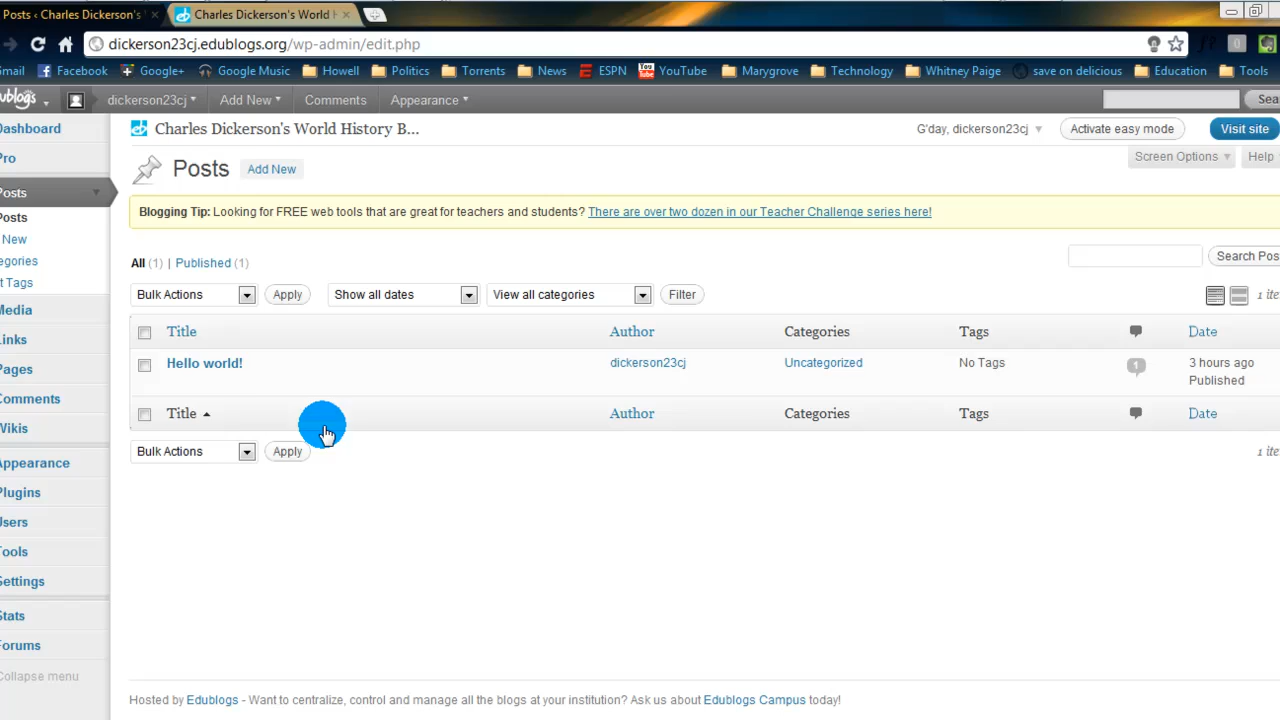 Posts ‹ Charles Dickerson's
Charles Dickerson's World H
dickerson23cj.edublogs.org/wp-admin/edit.php
mail Facebook Google+ Google Music Howell Politics Torrents News ESPN YouTube Marygrove Technology Whitney Paige save on delicious Education Tools
ublogs dickerson23cj Add New Comments Appearance Sea
Dashboard
Charles Dickerson's World History B...
G'day, dickerson23cj Activate easy mode Visit site
Pro
Posts Add New
Screen Options Help
Posts
Blogging Tip: Looking for FREE web tools that are great for teachers and students? There are over two dozen in our Teacher Challenge series here!
Posts
New
egories
t Tags
All (1) | Published (1)
Search Pos
Bulk Actions Apply Show all dates View all categories Filter
1 ite
Media
Title Author Categories Tags Date
Links
Hello world! dickerson23cj Uncategorized No Tags 1 3 hours ago
Published
Pages
Comments
Title Author Categories Tags Date
Wikis
Bulk Actions Apply
1 ite
Appearance
Plugins
Users
Tools
Settings
Stats
Forums
Collapse menu
Hosted by Edublogs - Want to centralize, control and manage all the blogs at your institution? Ask us about Edublogs Campus today!